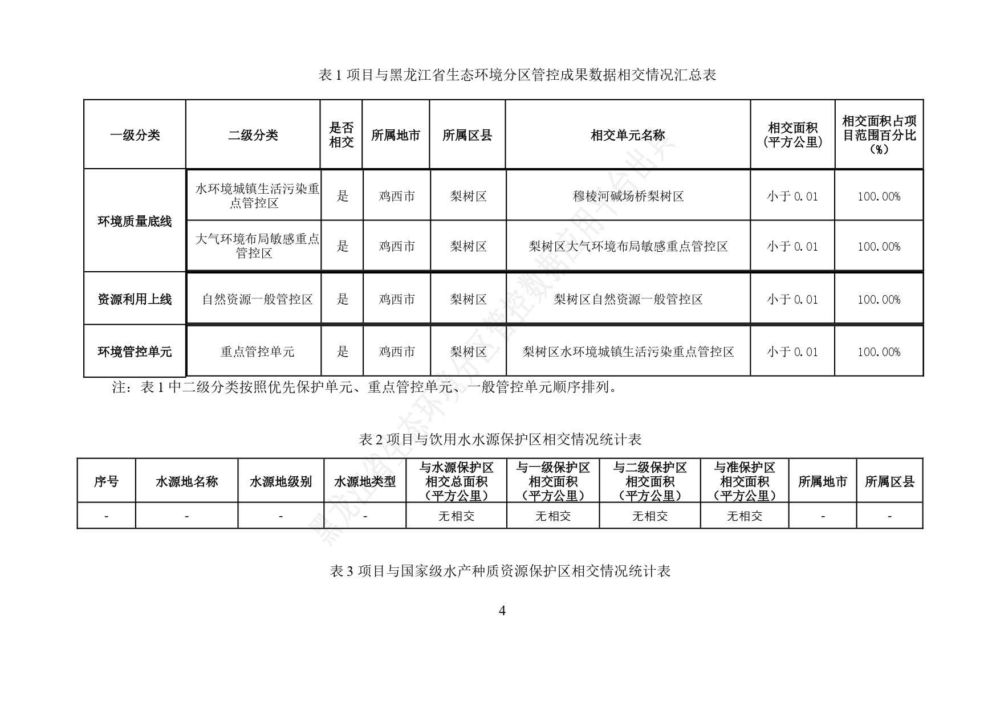 表 1 项目与黑龙江省生态环境分区管控成果数据相交情况汇总表
一级分类 二级分类 是否相交 所属地市 所属区县 相交单元名称 相交面积（平方公里） 相交面积占项目范围百分比（%）
环境质量底线 水环境城镇生活污染重点管控区 是 鸡西市 梨树区 穆棱河碱场桥梨树区 小于 0.01 100.00%
大气环境布局敏感重点管控区 是 鸡西市 梨树区 梨树区大气环境布局敏感重点管控区 小于 0.01 100.00%
资源利用上线 自然资源一般管控区 是 鸡西市 梨树区 梨树区自然资源一般管控区 小于 0.01 100.00%
环境管控单元 重点管控单元 是 鸡西市 梨树区 梨树区水环境城镇生活污染重点管控区 小于 0.01 100.00%
注：表 1 中二级分类按照优先保护单元、重点管控单元、一般管控单元顺序排列。
表 2 项目与饮用水水源保护区相交情况统计表
序号 水源地名称 水源地级别 水源地类型 与水源保护区相交总面积（平方公里） 与一级保护区相交面积（平方公里） 与二级保护区相交面积（平方公里） 与准保护区相交面积（平方公里） 所属地市 所属区县
- - - - 无相交 无相交 无相交 无相交 - -
表 3 项目与国家级水产种质资源保护区相交情况统计表
4
黑龙江省生态环境分区管控数据应用平台出具